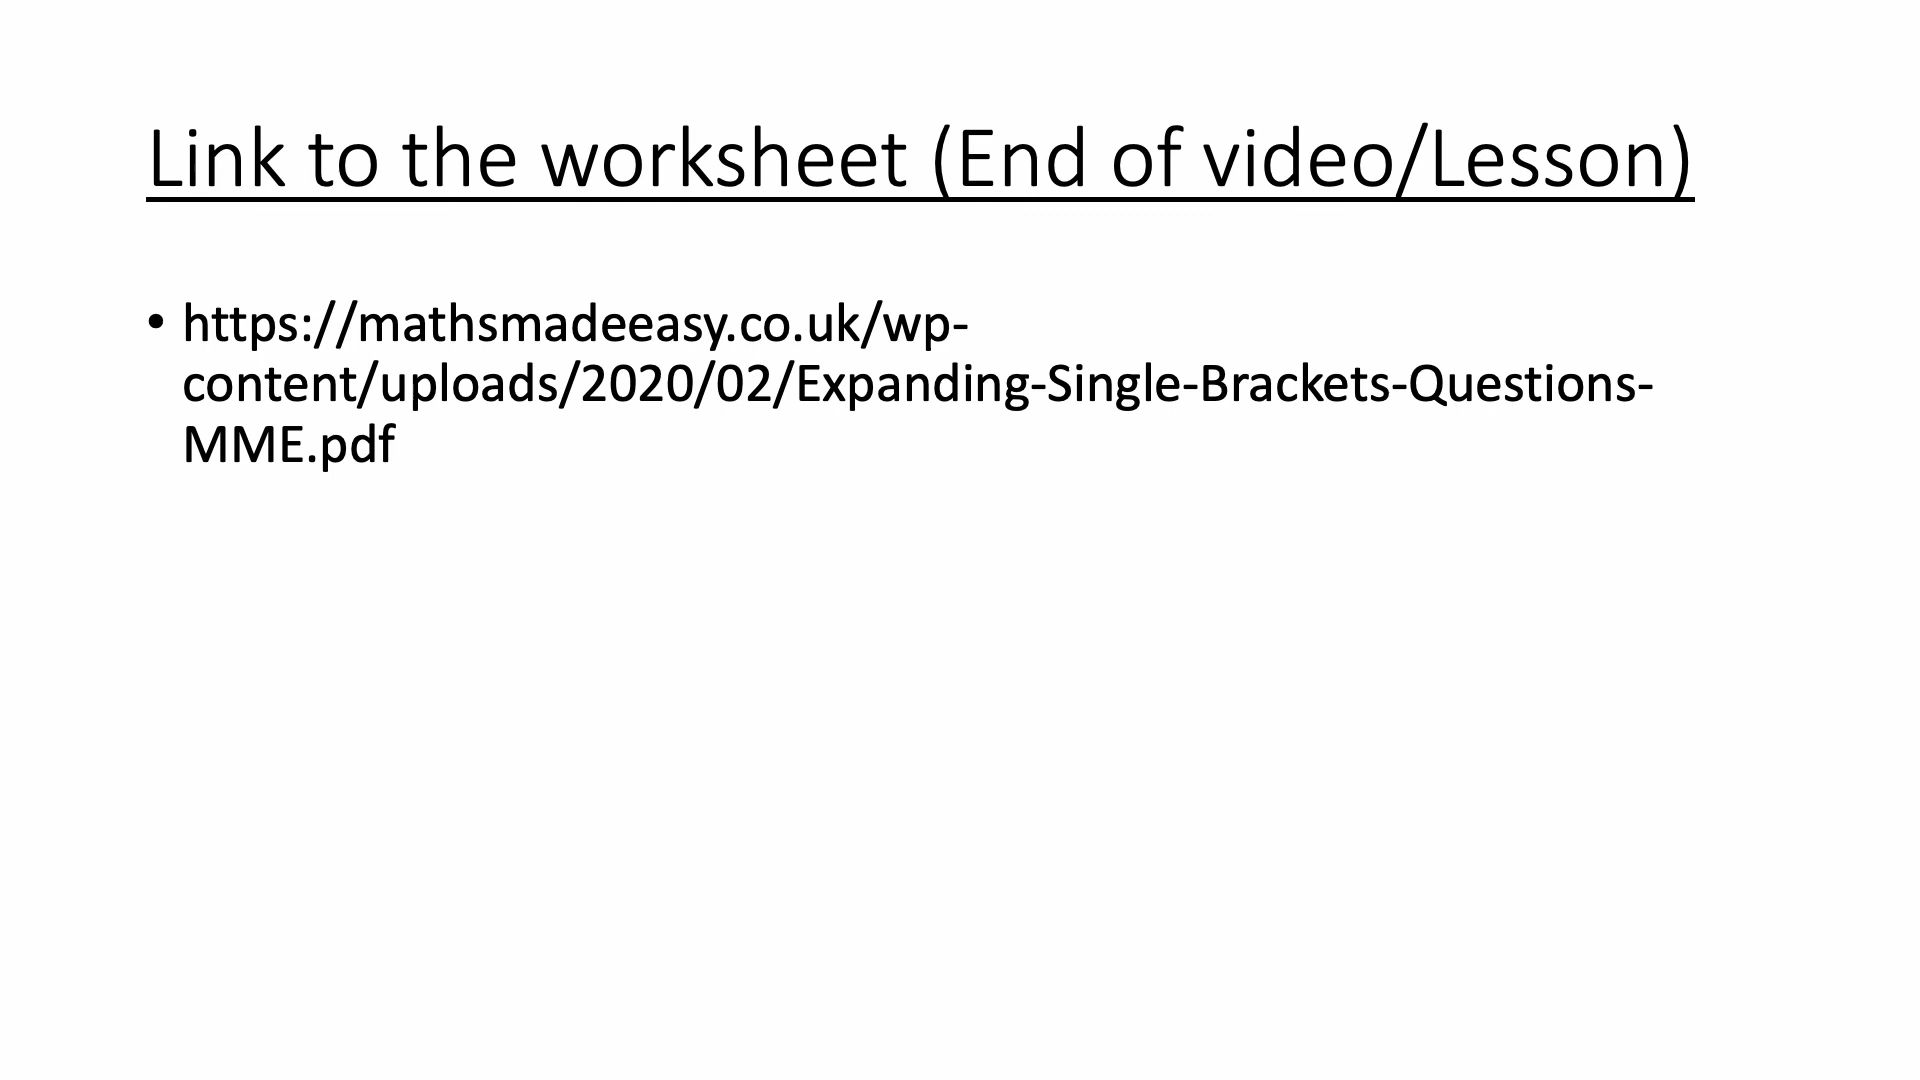 Link to the worksheet (End of video/Lesson)
• https://mathsmadeeasy.co.uk/wp-
content/uploads/2020/02/Expanding-Single-Brackets-Questions-
MME.pdf